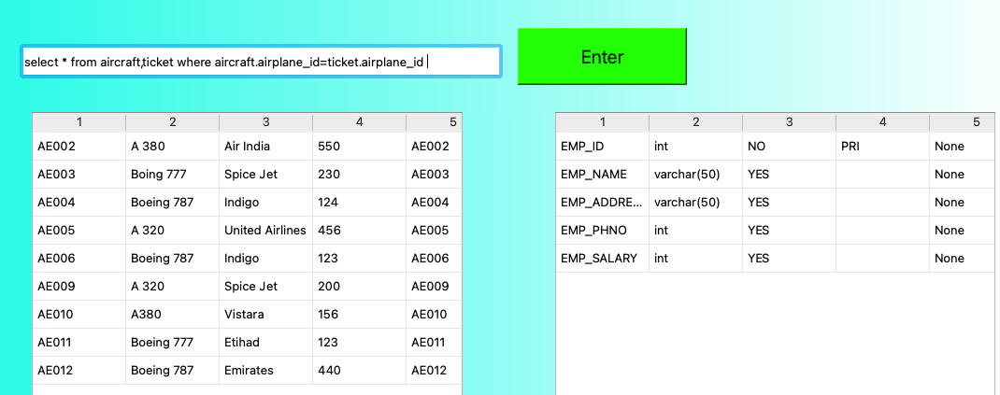 select * from aircraft,ticket where aircraft.airplane_id=ticket.airplane_id
Enter
1 2 3 4 5
AE002 A 380 Air India 550 AE002
AE003 Boing 777 Spice Jet 230 AE003
AE004 Boeing 787 Indigo 124 AE004
AE005 A 320 United Airlines 456 AE005
AE006 Boeing 787 Indigo 123 AE006
AE009 A 320 Spice Jet 200 AE009
AE010 A380 Vistara 156 AE010
AE011 Boeing 777 Etihad 123 AE011
AE012 Boeing 787 Emirates 440 AE012
1 2 3 4 5
EMP_ID int NO PRI None
EMP_NAME varchar(50) YES None
EMP_ADDRE... varchar(50) YES None
EMP_PHNO int YES None
EMP_SALARY int YES None